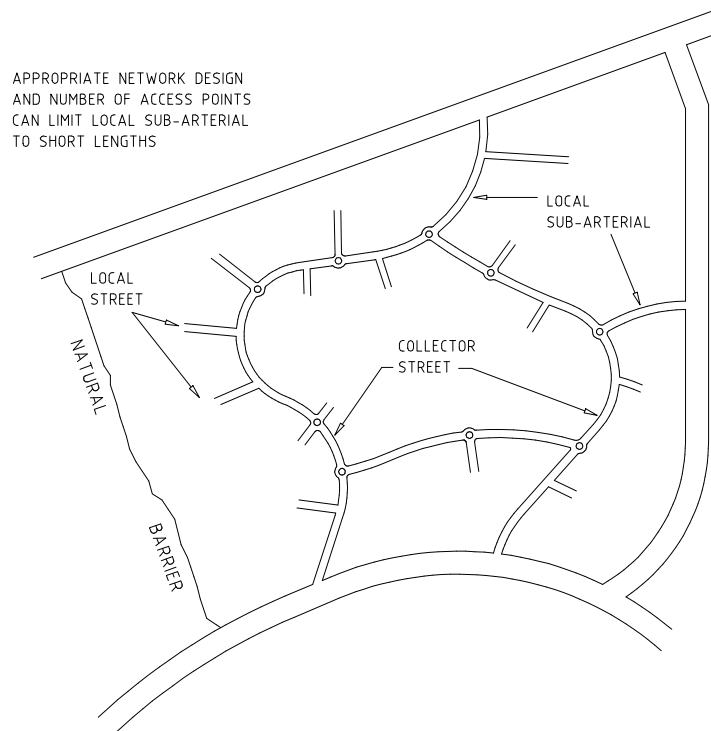 APPROPRIATE NETWORK DESIGN
AND NUMBER OF ACCESS POINTS
CAN LIMIT LOCAL SUB-ARTERIAL
TO SHORT LENGTHS
LOCAL
SUB-ARTERIAL
LOCAL
STREET
COLLECTOR
STREET
NATURAL
BARRIER